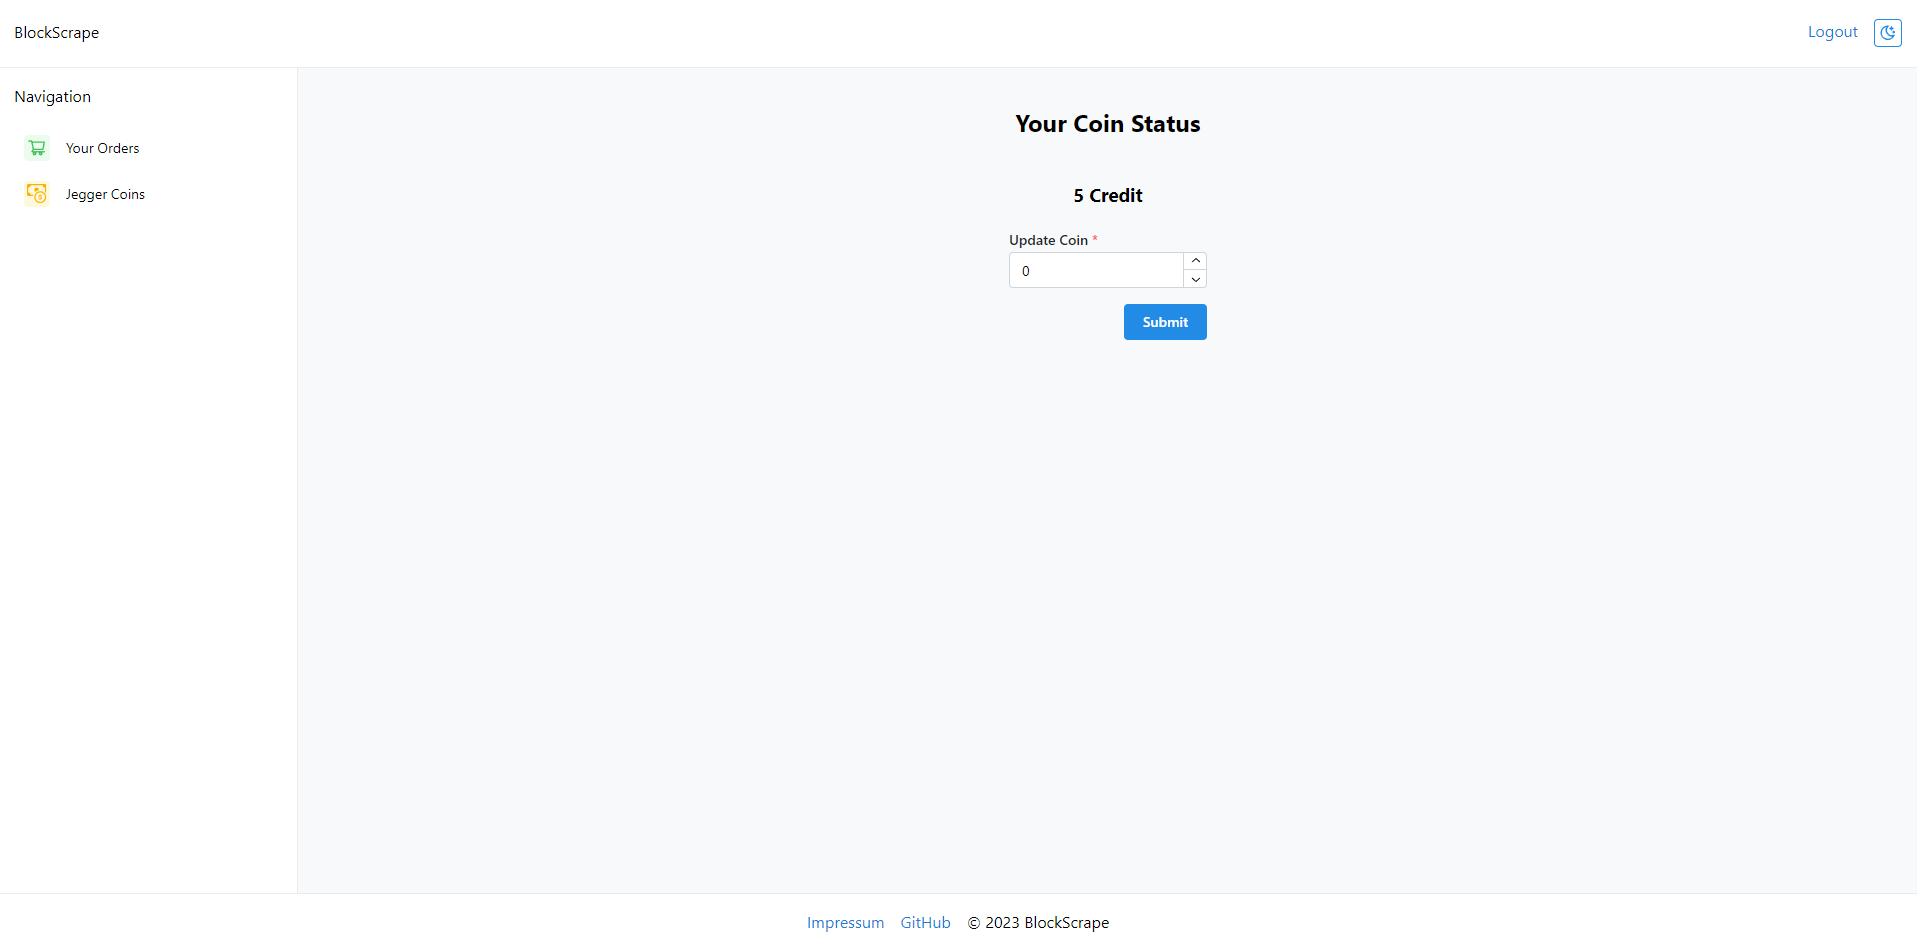 BlockScrape
Logout
Navigation
Your Orders
Jegger Coins
Your Coin Status
5 Credit
Update Coin *
0
Submit
Impressum GitHub © 2023 BlockScrape